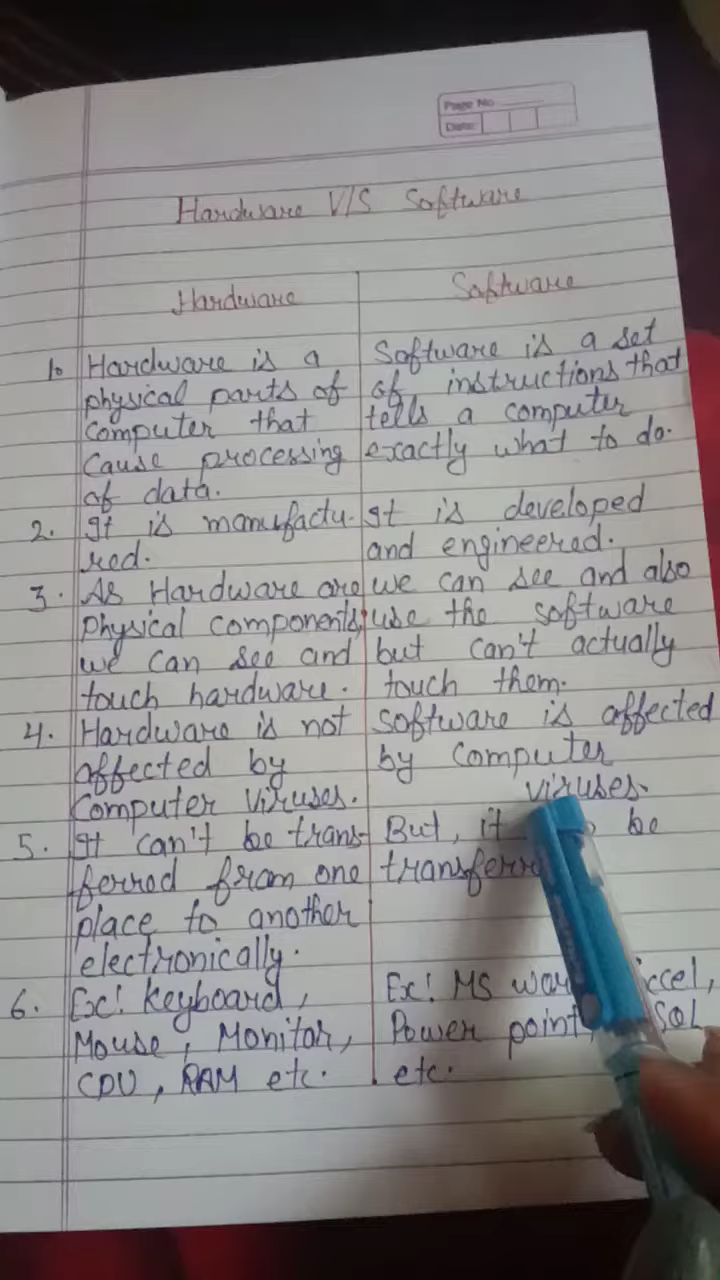 Page No.
Date:
Hardware V/S Software
Hardware
Software
1. Hardware is a
physical parts of
computer that
cause processing
of data.
Software is a set
of instructions that
tells a computer
exactly what to do.
2. It is manufactu-
red.
It is developed
and engineered.
3. As Hardware are
physical components,
we can see and
touch hardware.
we can see and also
use the software
but can't actually
touch them.
4. Hardware is not
affected by
Computer viruses.
Software is affected
by computer
viruses.
5. It can't be trans-
ferred from one
place to another
electronically.
But, it be
6. Ex! Keyboard,
Mouse, Monitor,
CPU, RAM etc.
Ex! MS
Power point, SQL
etc.